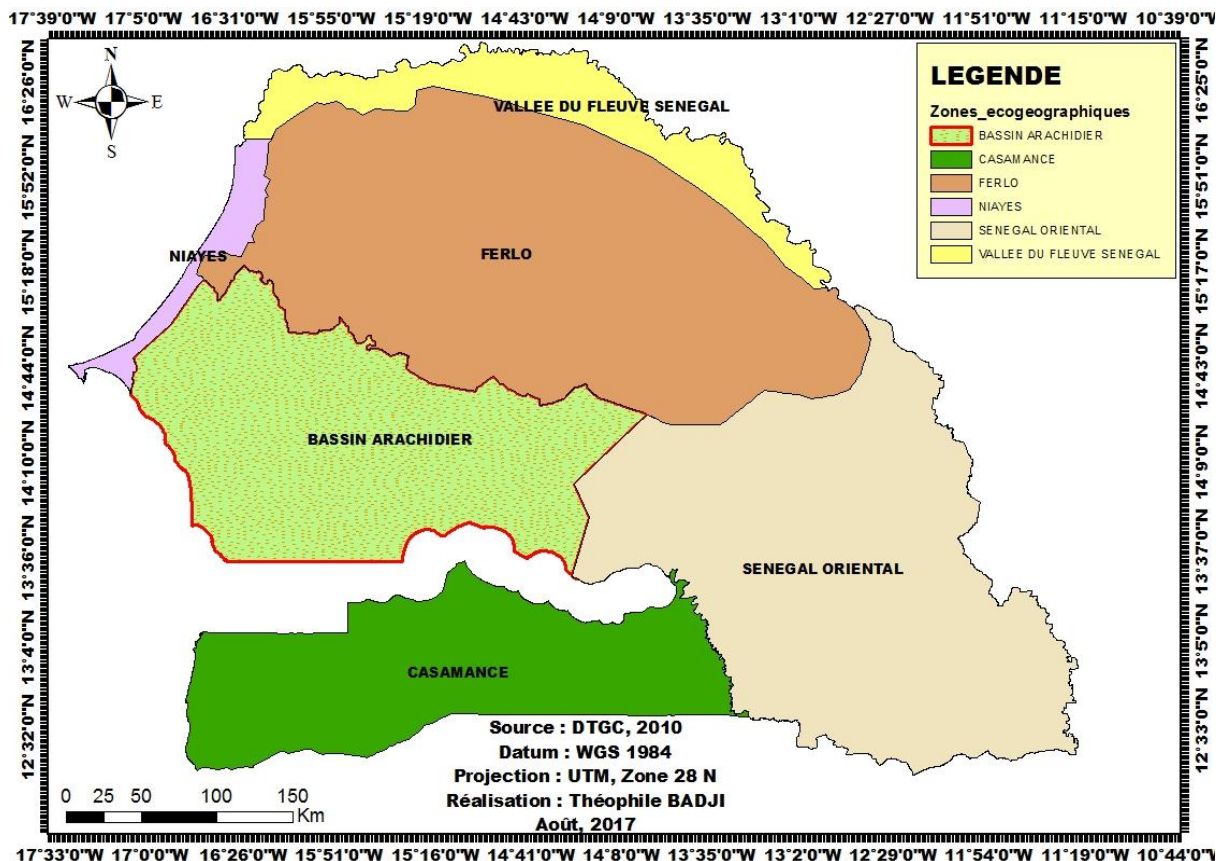 17°39'0"W 17°5'0"W 16°31'0"W 15°55'0"W 15°19'0"W 14°43'0"W 14°9'0"W 13°35'0"W 13°1'0"W 12°27'0"W 11°51'0"W 11°15'0"W 10°39'0"W
16°26'0"N
15°52'0"N
15°18'0"N
14°44'0"N
14°10'0"N
13°36'0"N
13°4'0"N
12°32'0"N
N
W E
S
LEGENDE
Zones_ecogeographiques
BASSIN ARACHIDIER
CASAMANCE
FERLO
NIAYES
SENEGAL ORIENTAL
VALLEE DU FLEUVE SENEGAL
VALLEE DU FLEUVE SENEGAL
NIAYES
FERLO
BASSIN ARACHIDIER
SENEGAL ORIENTAL
CASAMANCE
16°25'0"N
15°51'0"N
15°17'0"N
14°43'0"N
14°9'0"N
13°37'0"N
13°5'0"N
12°33'0"N
Source : DTGC, 2010
Datum : WGS 1984
Projection : UTM, Zone 28 N
Réalisation : Théophile BADJI
Août, 2017
0 25 50 100 150
Km
17°33'0"W 17°0'0"W 16°26'0"W 15°51'0"W 15°16'0"W 14°41'0"W 14°8'0"W 13°35'0"W 13°2'0"W 12°29'0"W 11°54'0"W 11°19'0"W 10°44'0"W